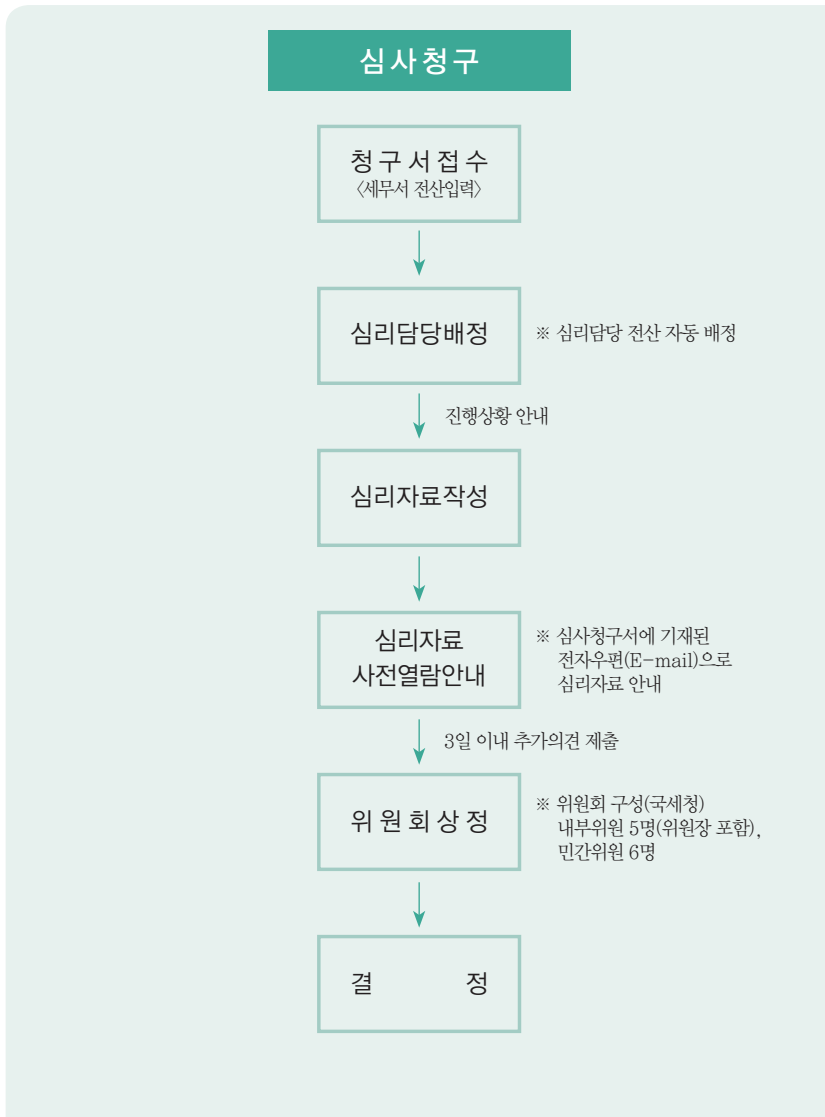 심사청구
청구서접수
〈세무서 전산입력〉
심리담당배정
※ 심리담당 전산 자동 배정
진행상황 안내
심리자료작성
심리자료
사전열람안내
※ 심사청구서에 기재된
전자우편(E-mail)으로
심리자료 안내
3일 이내 추가의견 제출
위원회상정
※ 위원회 구성(국세청)
내부위원 5명(위원장 포함),
민간위원 6명
결 정